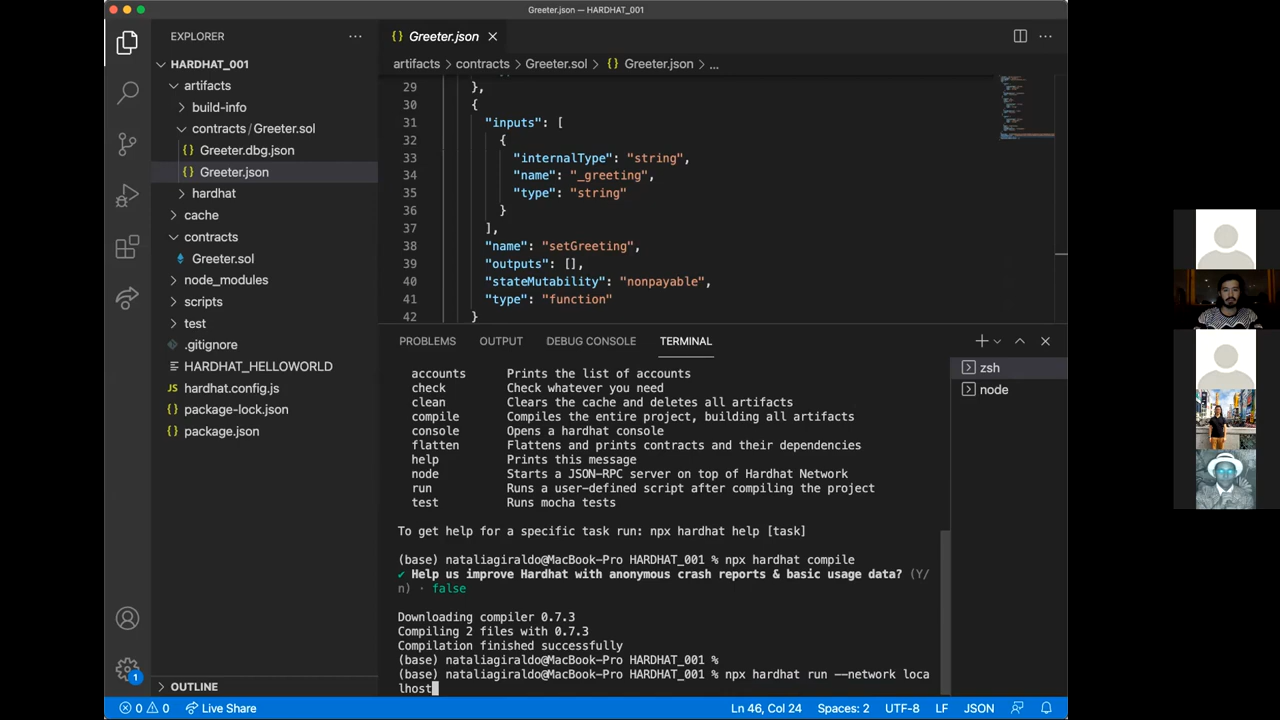 Greeter.json — HARDHAT_001
EXPLORER
HARDHAT_001
artifacts
build-info
contracts / Greeter.sol
Greeter.dbg.json
Greeter.json
hardhat
cache
contracts
Greeter.sol
node_modules
scripts
test
.gitignore
HARDHAT_HELLOWORLD
hardhat.config.js
package-lock.json
package.json
OUTLINE
{} Greeter.json
artifacts > contracts > Greeter.sol > {} Greeter.json > ...
29 },
30 {
31 "inputs": [
32 {
33 "internalType": "string",
34 "name": "_greeting",
35 "type": "string"
36 }
37 ],
38 "name": "setGreeting",
39 "outputs": [],
40 "stateMutability": "nonpayable",
41 "type": "function"
42 }
PROBLEMS OUTPUT DEBUG CONSOLE TERMINAL
zsh
node
accounts Prints the list of accounts
check Check whatever you need
clean Clears the cache and deletes all artifacts
compile Compiles the entire project, building all artifacts
console Opens a hardhat console
flatten Flattens and prints contracts and their dependencies
help Prints this message
node Starts a JSON-RPC server on top of Hardhat Network
run Runs a user-defined script after compiling the project
test Runs mocha tests
To get help for a specific task run: npx hardhat help [task]
(base) nataliagiraldo@MacBook-Pro HARDHAT_001 % npx hardhat compile
✔ Help us improve Hardhat with anonymous crash reports & basic usage data? (Y/
n) · false
Downloading compiler 0.7.3
Compiling 2 files with 0.7.3
Compilation finished successfully
(base) nataliagiraldo@MacBook-Pro HARDHAT_001 %
(base) nataliagiraldo@MacBook-Pro HARDHAT_001 % npx hardhat run --network loca
lhost
1
0 0 Live Share
Ln 46, Col 24 Spaces: 2 UTF-8 LF JSON